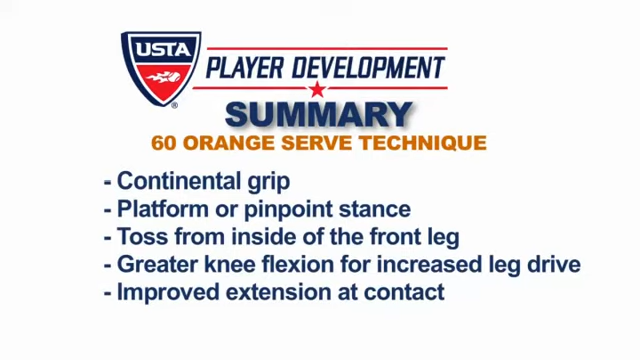 USTA
PLAYER DEVELOPMENT
SUMMARY
60 ORANGE SERVE TECHNIQUE
- Continental grip
- Platform or pinpoint stance
- Toss from inside of the front leg
- Greater knee flexion for increased leg drive
- Improved extension at contact